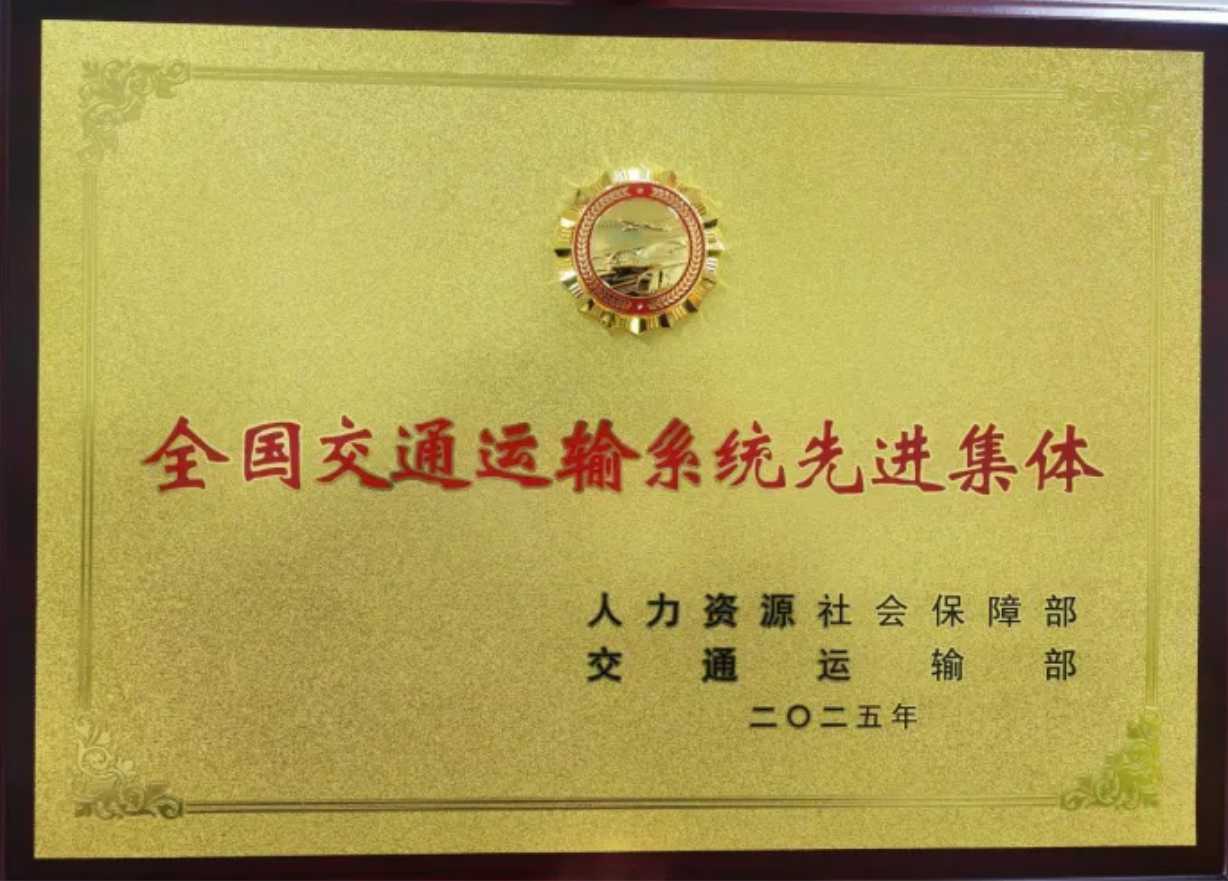 全国交通运输系统先进集体
人力资源社会保障部
交通运输部
二〇二五年